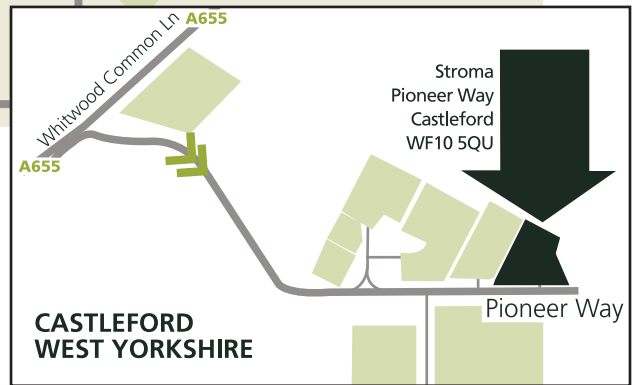 A655
Whitwood Common Ln
A655
Stroma
Pioneer Way
Castleford
WF10 5QU
Pioneer Way
CASTLEFORD
WEST YORKSHIRE